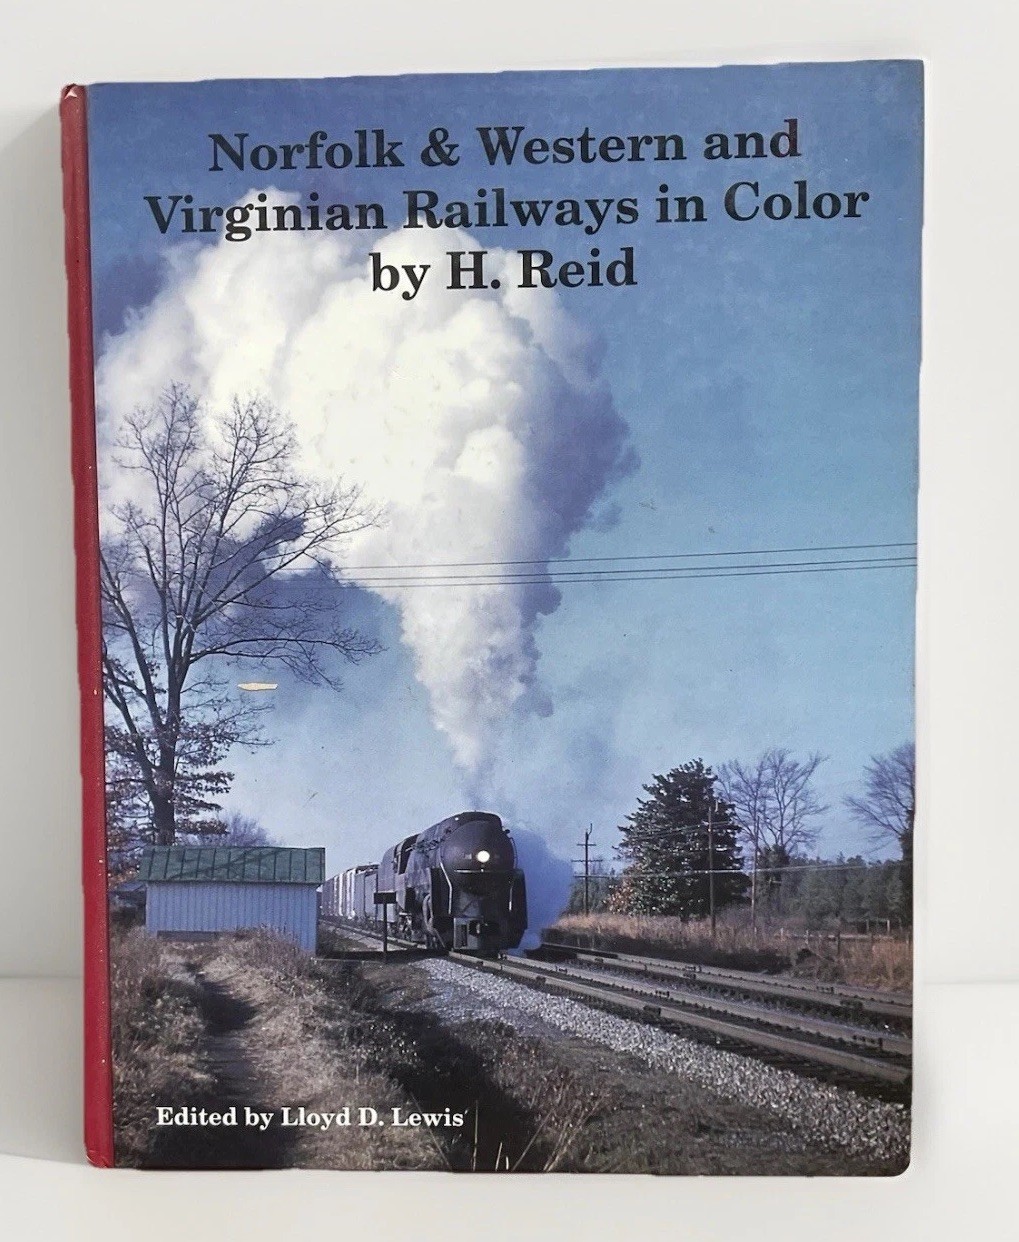 Norfolk & Western and
Virginian Railways in Color
by H. Reid
Edited by Lloyd D. Lewis